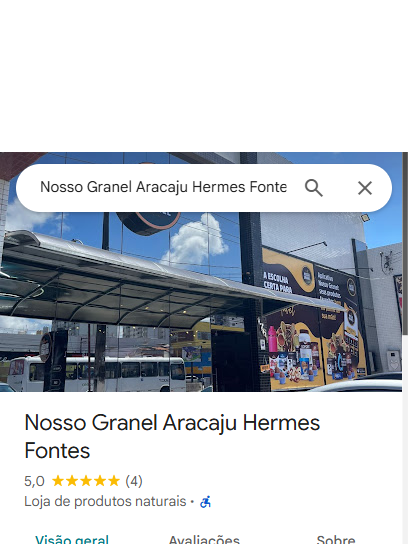 Nosso Granel Aracaju Hermes Fonte
A ESCOLHA
CERTA PARA
Nosso Granel Aracaju Hermes
Fontes
5,0 ★★★★★ (4)
Loja de produtos naturais ·
Visão geral
Avaliações
Sobre